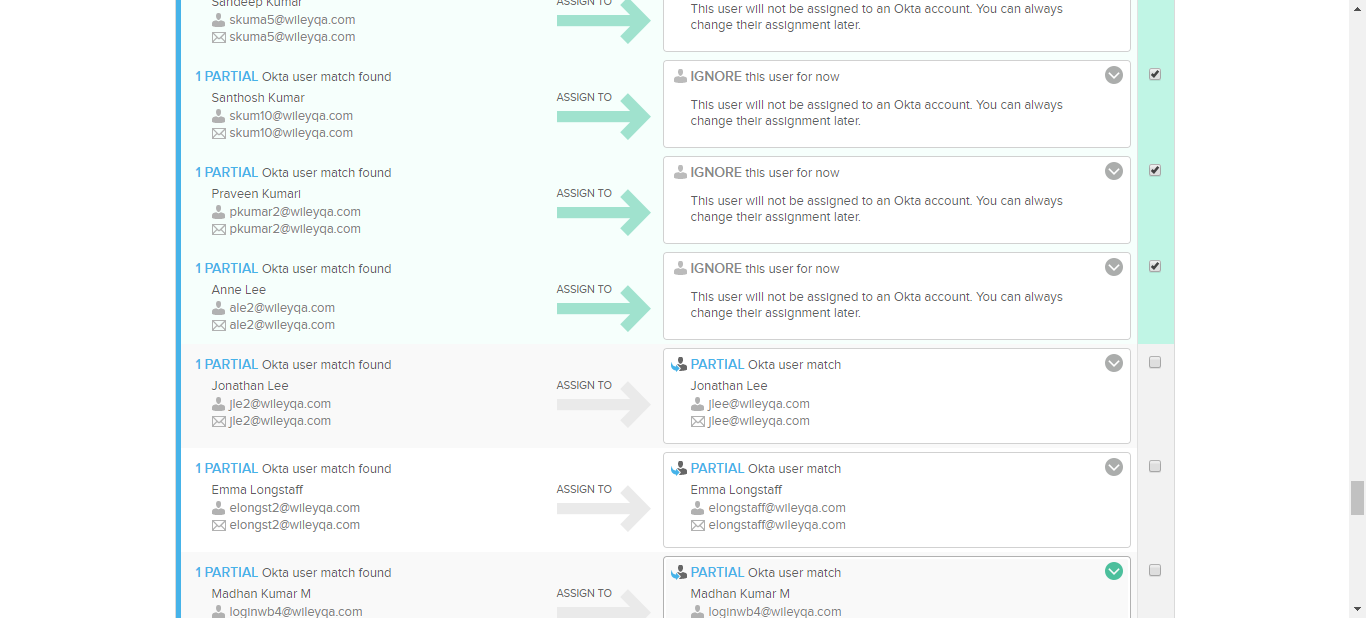 Sandeep Kumar
skuma5@wileyqa.com
skuma5@wileyqa.com
ASSIGN TO
This user will not be assigned to an Okta account. You can always
change their assignment later.
1 PARTIAL Okta user match found
Santhosh Kumar
skum10@wileyqa.com
skum10@wileyqa.com
ASSIGN TO
IGNORE this user for now
This user will not be assigned to an Okta account. You can always
change their assignment later.
1 PARTIAL Okta user match found
Praveen Kumari
pkumar2@wileyqa.com
pkumar2@wileyqa.com
ASSIGN TO
IGNORE this user for now
This user will not be assigned to an Okta account. You can always
change their assignment later.
1 PARTIAL Okta user match found
Anne Lee
ale2@wileyqa.com
ale2@wileyqa.com
ASSIGN TO
IGNORE this user for now
This user will not be assigned to an Okta account. You can always
change their assignment later.
1 PARTIAL Okta user match found
Jonathan Lee
jle2@wileyqa.com
jle2@wileyqa.com
ASSIGN TO
PARTIAL Okta user match
Jonathan Lee
jlee@wileyqa.com
jlee@wileyqa.com
1 PARTIAL Okta user match found
Emma Longstaff
elongst2@wileyqa.com
elongst2@wileyqa.com
ASSIGN TO
PARTIAL Okta user match
Emma Longstaff
elongstaff@wileyqa.com
elongstaff@wileyqa.com
1 PARTIAL Okta user match found
Madhan Kumar M
loginwb4@wileyqa.com
ASSIGN TO
PARTIAL Okta user match
Madhan Kumar M
loginwb4@wileyqa.com